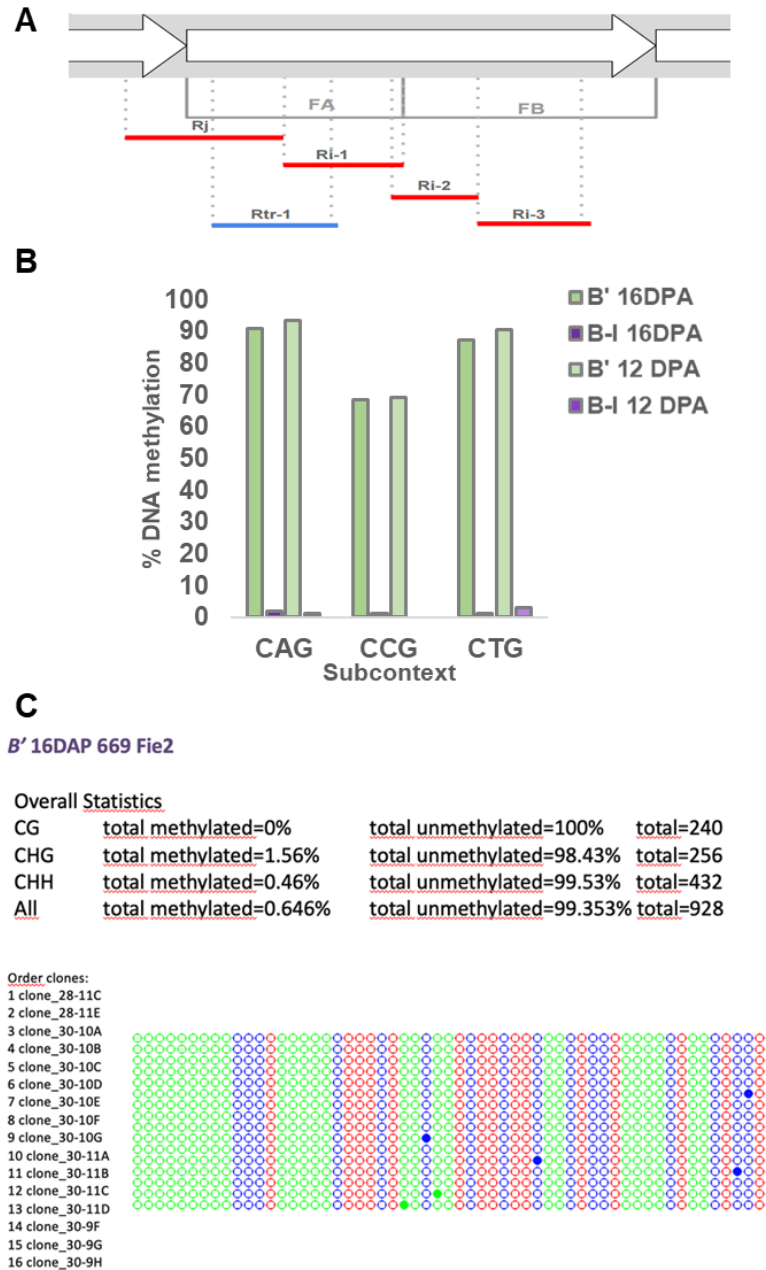 A
FA
FB
Rj
Ri-1
Ri-2
Rtr-1
Ri-3
B
% DNA methylation
100
90
80
70
60
50
40
30
20
10
0
CAG CCG CTG
Subcontext
B' 16DPA
B-I 16DPA
B' 12 DPA
B-I 12 DPA
C
B' 16DAP 669 Fie2
Overall Statistics
CG total methylated=0% total unmethylated=100% total=240
CHG total methylated=1.56% total unmethylated=98.43% total=256
CHH total methylated=0.46% total unmethylated=99.53% total=432
All total methylated=0.646% total unmethylated=99.353% total=928
Order clones:
1 clone_28-11C
2 clone_28-11E
3 clone_30-10A
4 clone_30-10B
5 clone_30-10C
6 clone_30-10D
7 clone_30-10E
8 clone_30-10F
9 clone_30-10G
10 clone_30-11A
11 clone_30-11B
12 clone_30-11C
13 clone_30-11D
14 clone_30-9F
15 clone_30-9G
16 clone_30-9H